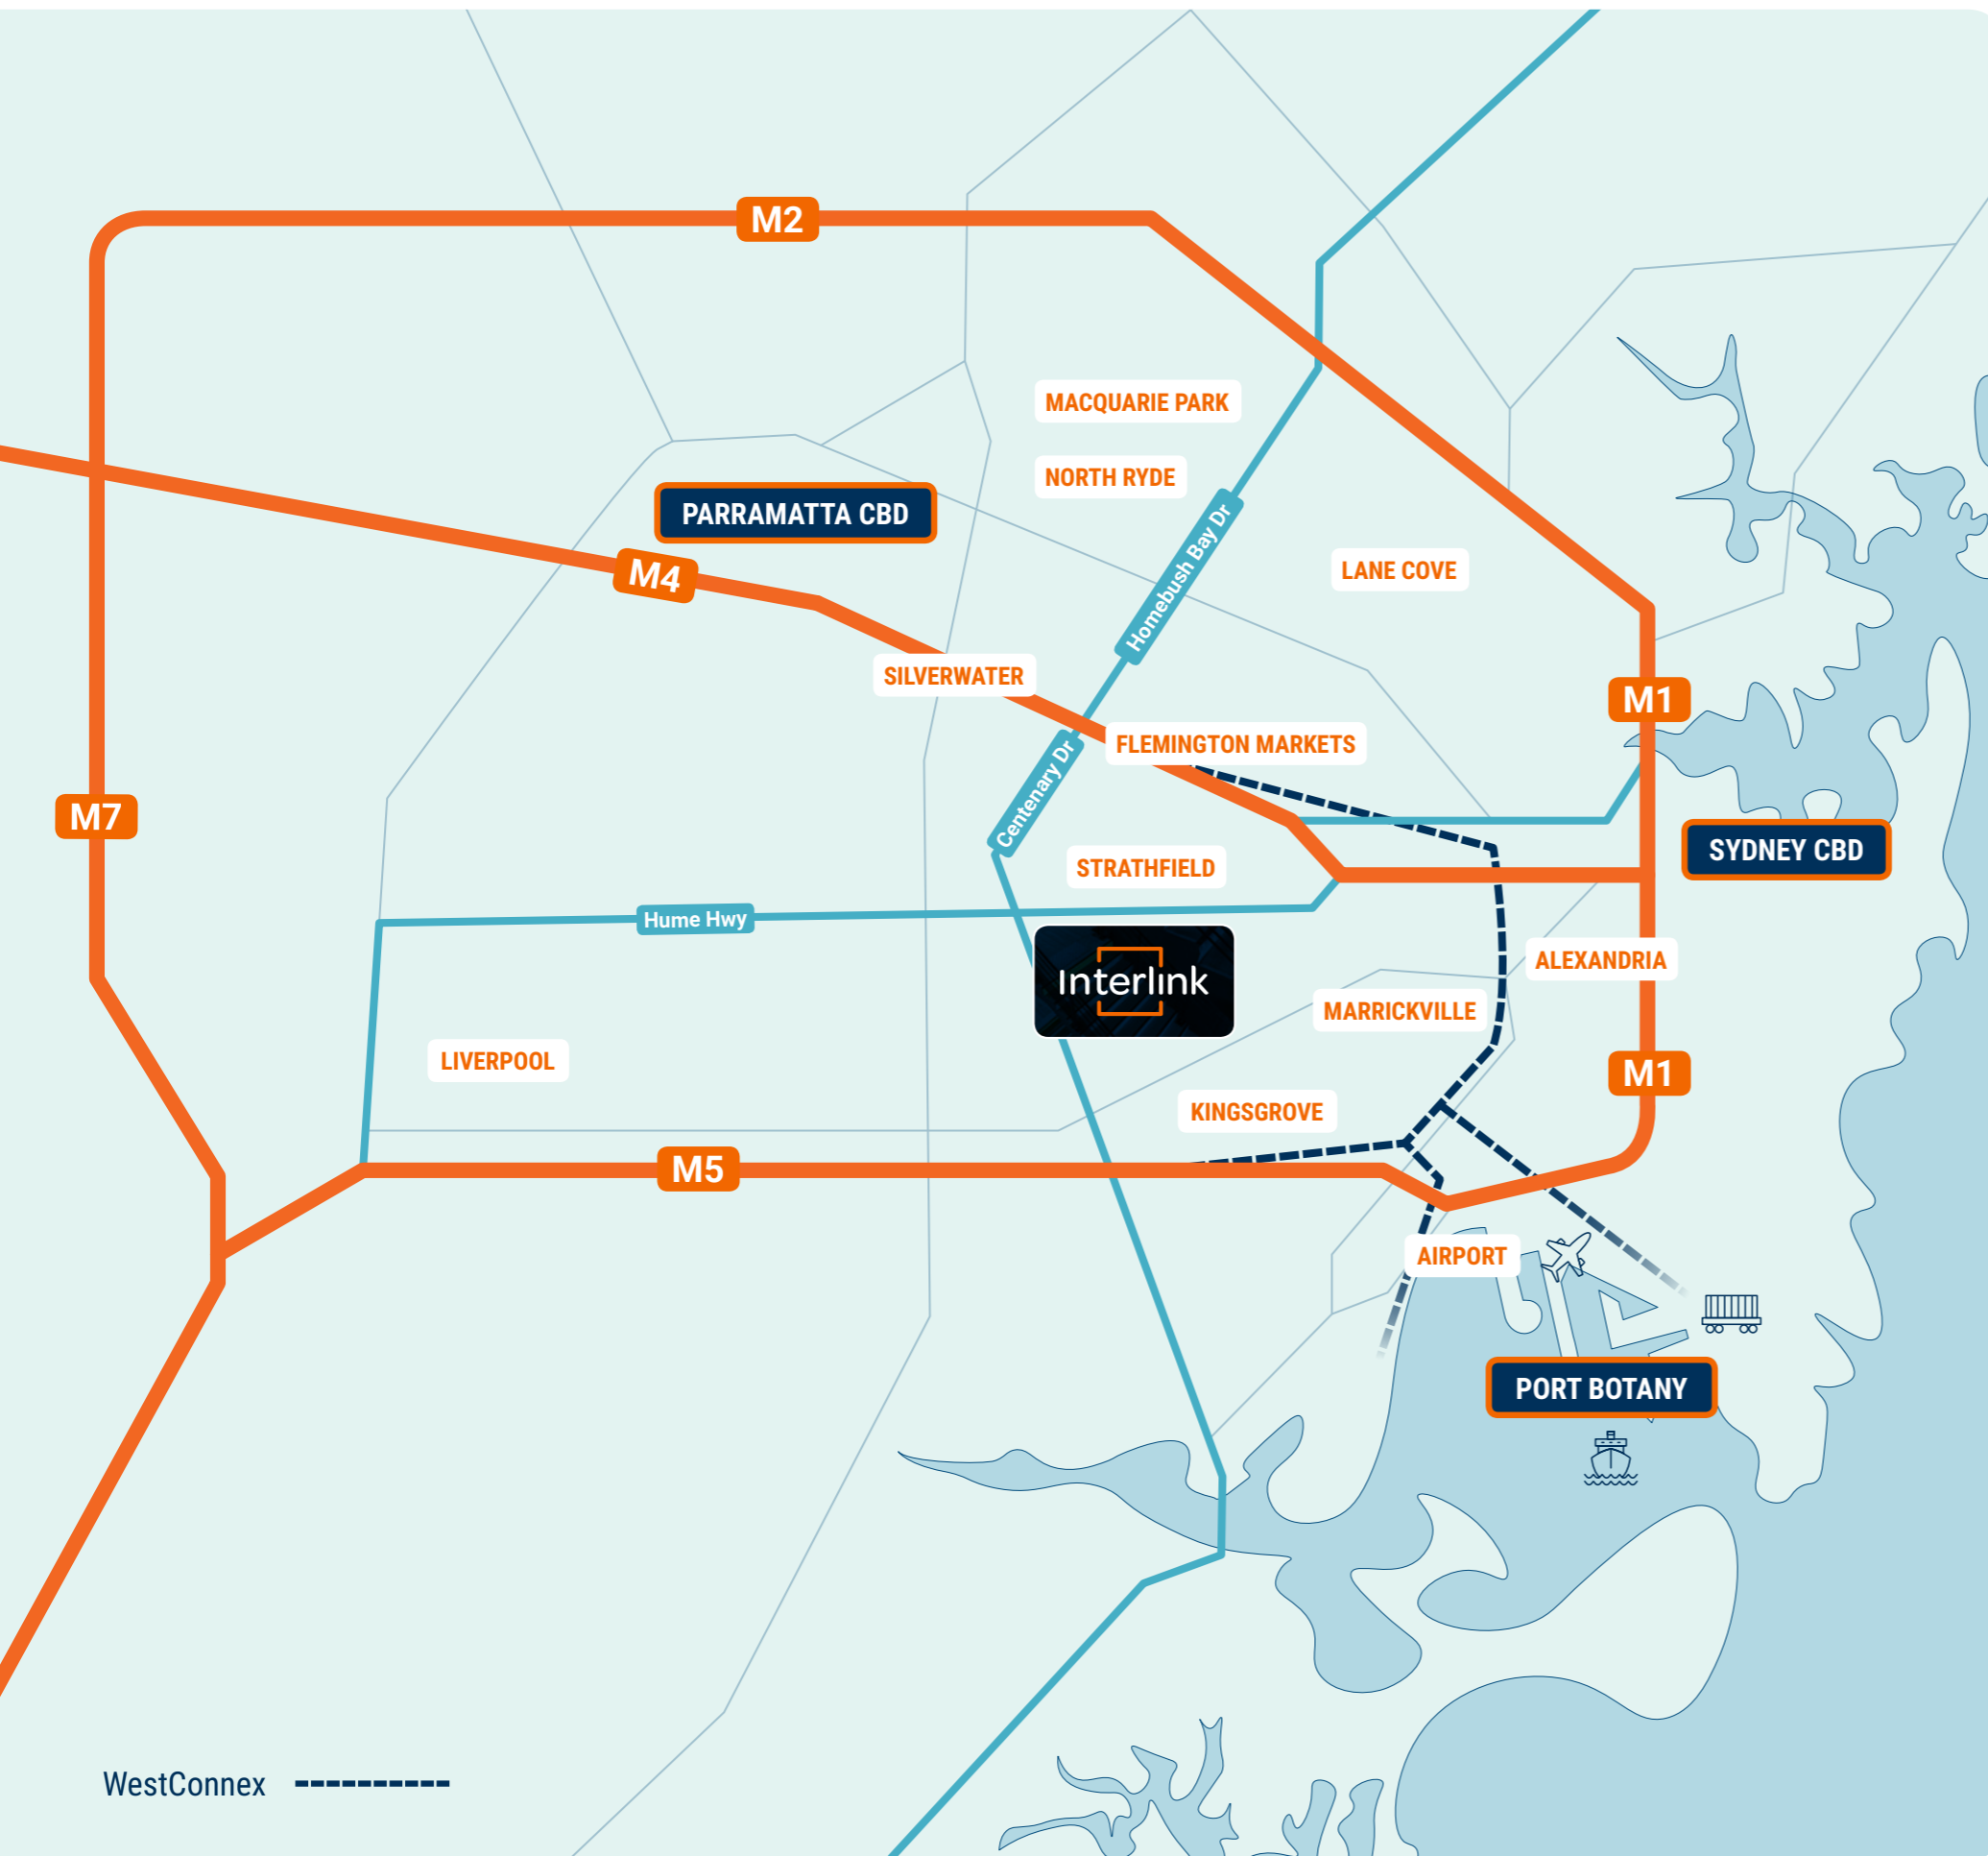 M2
MACQUARIE PARK
NORTH RYDE
PARRAMATTA CBD
Homebush Bay Dr
LANE COVE
M4
SILVERWATER
M1
FLEMINGTON MARKETS
Centenary Dr
M7
SYDNEY CBD
STRATHFIELD
Hume Hwy
ALEXANDRIA
Interlink
MARRICKVILLE
LIVERPOOL
M1
KINGSGROVE
M5
AIRPORT
PORT BOTANY
WestConnex